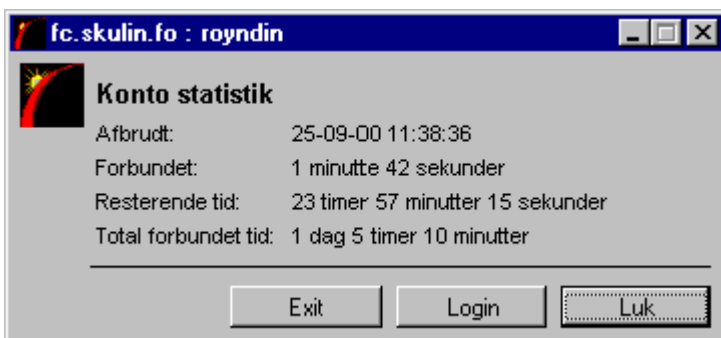 fc.skulin.fo : royndin
Konto statistik
Afbrudt: 25-09-00 11:38:36
Forbundet: 1 minutte 42 sekunder
Resterende tid: 23 timer 57 minutter 15 sekunder
Total forbundet tid: 1 dag 5 timer 10 minutter
Exit Login Luk